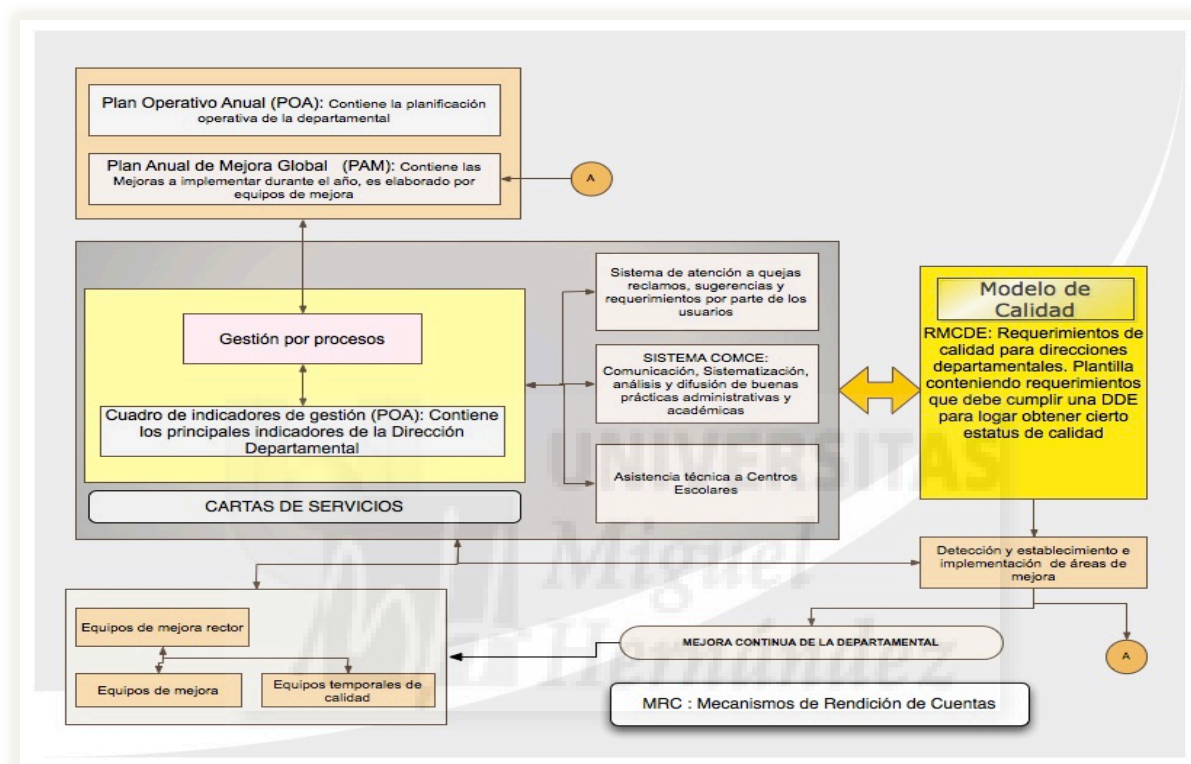 Plan Operativo Anual (POA): Contiene la planificación
operativa de la departamental
Plan Anual de Mejora Global (PAM): Contiene las
Mejoras a implementar durante el año, es elaborado por
equipos de mejora
A
Gestión por procesos
Cuadro de indicadores de gestión (POA): Contiene
los principales indicadores de la Dirección
Departamental
CARTAS DE SERVICIOS
Sistema de atención a quejas
reclamos, sugerencias y
requerimientos por parte de los
usuarios
SISTEMA COMCE:
Comunicación, Sistematización,
análisis y difusión de buenas
prácticas administrativas y
académicas
Asistencia técnica a Centros
Escolares
Modelo de
Calidad
RMCDE: Requerimientos de
calidad para direcciones
departamentales. Plantilla
conteniendo requerimientos
que debe cumplir una DDE
para logar obtener cierto
estatus de calidad
Detección y establecimiento e
implementación de áreas de
mejora
Equipos de mejora rector
Equipos de mejora
Equipos temporales de
calidad
MEJORA CONTINUA DE LA DEPARTAMENTAL
A
MRC : Mecanismos de Rendición de Cuentas
UNIVERSITAS
Miguel
Hernández